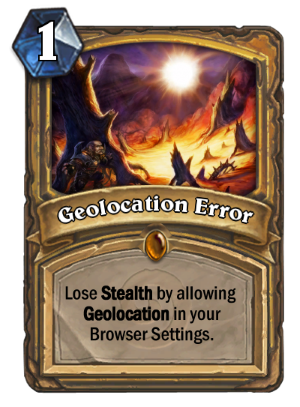 1
Geolocation Error
Lose Stealth by allowing
Geolocation in your
Browser Settings.